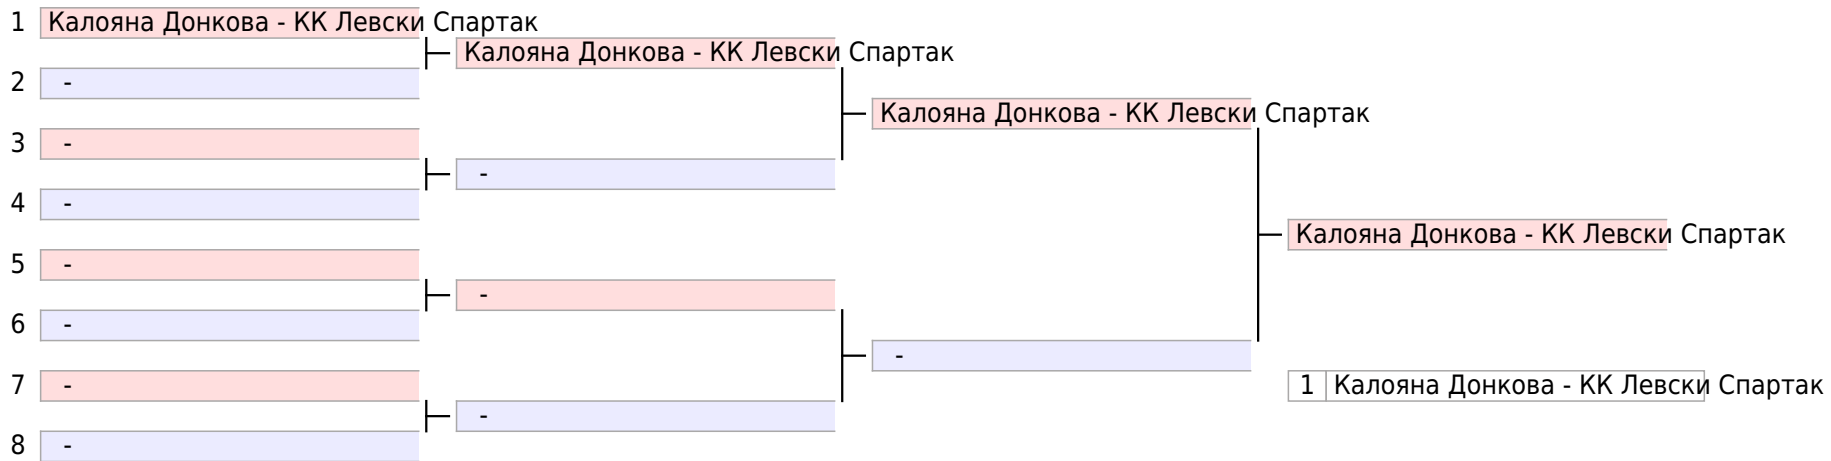 1 Калояна Донкова - КК Левски Спартак
Калояна Донкова - КК Левски Спартак
2 -
Калояна Донкова - КК Левски Спартак
3 -
-
4 -
Калояна Донкова - КК Левски Спартак
5 -
-
6 -
-
7 -
1 Калояна Донкова - КК Левски Спартак
-
8 -